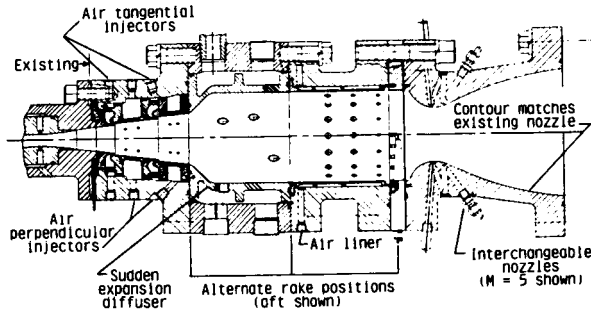 Air tangential
injectors
Existing
Contour matches
existing nozzle
Air
perpendicular
injectors
Sudden
expansion
diffuser
Air liner
Alternate rake positions
(aft shown)
Interchangeable
nozzles
(M = 5 shown)